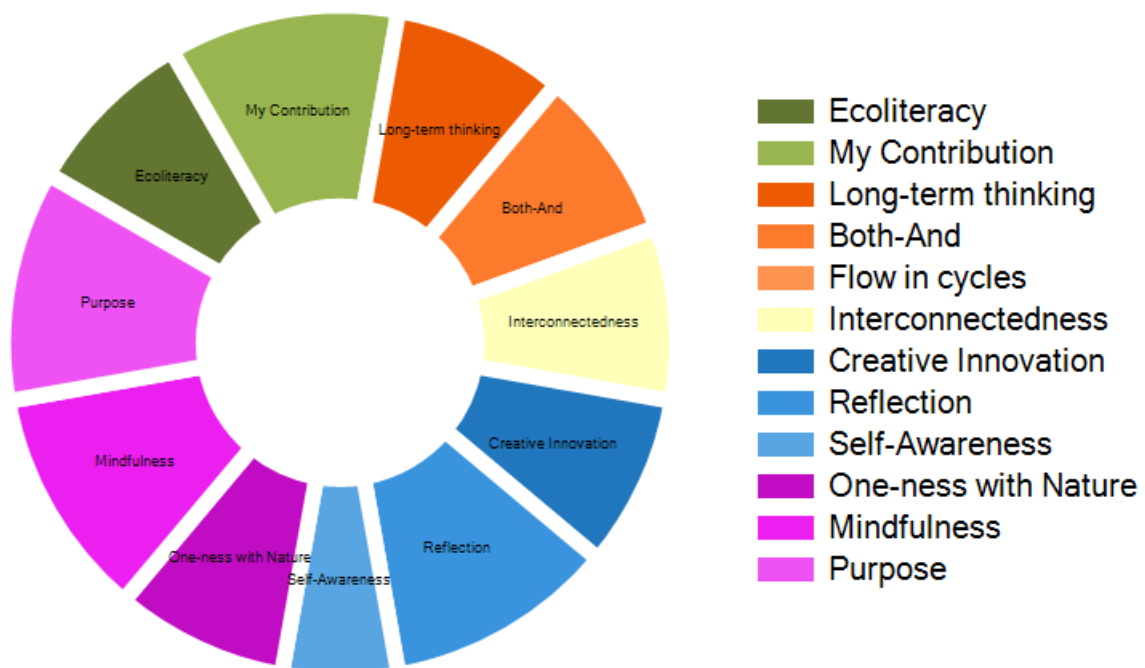 My Contribution
Long-term thinking
Ecoliteracy
Both-And
Purpose
Interconnectedness
Mindfulness
Creative Innovation
One-ness with Nature
Reflection
Self-Awareness
Ecoliteracy
My Contribution
Long-term thinking
Both-And
Flow in cycles
Interconnectedness
Creative Innovation
Reflection
Self-Awareness
One-ness with Nature
Mindfulness
Purpose